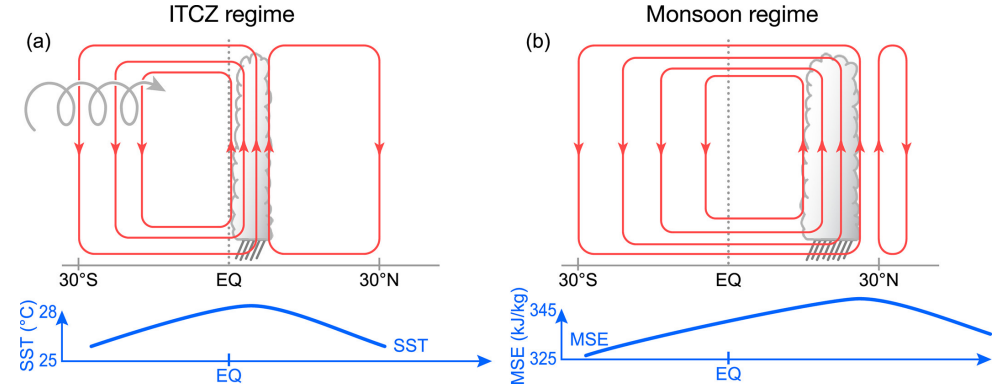 ITCZ regime
(a)
30°S
EQ
30°N
SST (°C)
28
25
SST
EQ
Monsoon regime
(b)
30°S
EQ
30°N
MSE (kJ/kg)
345
325
MSE
EQ